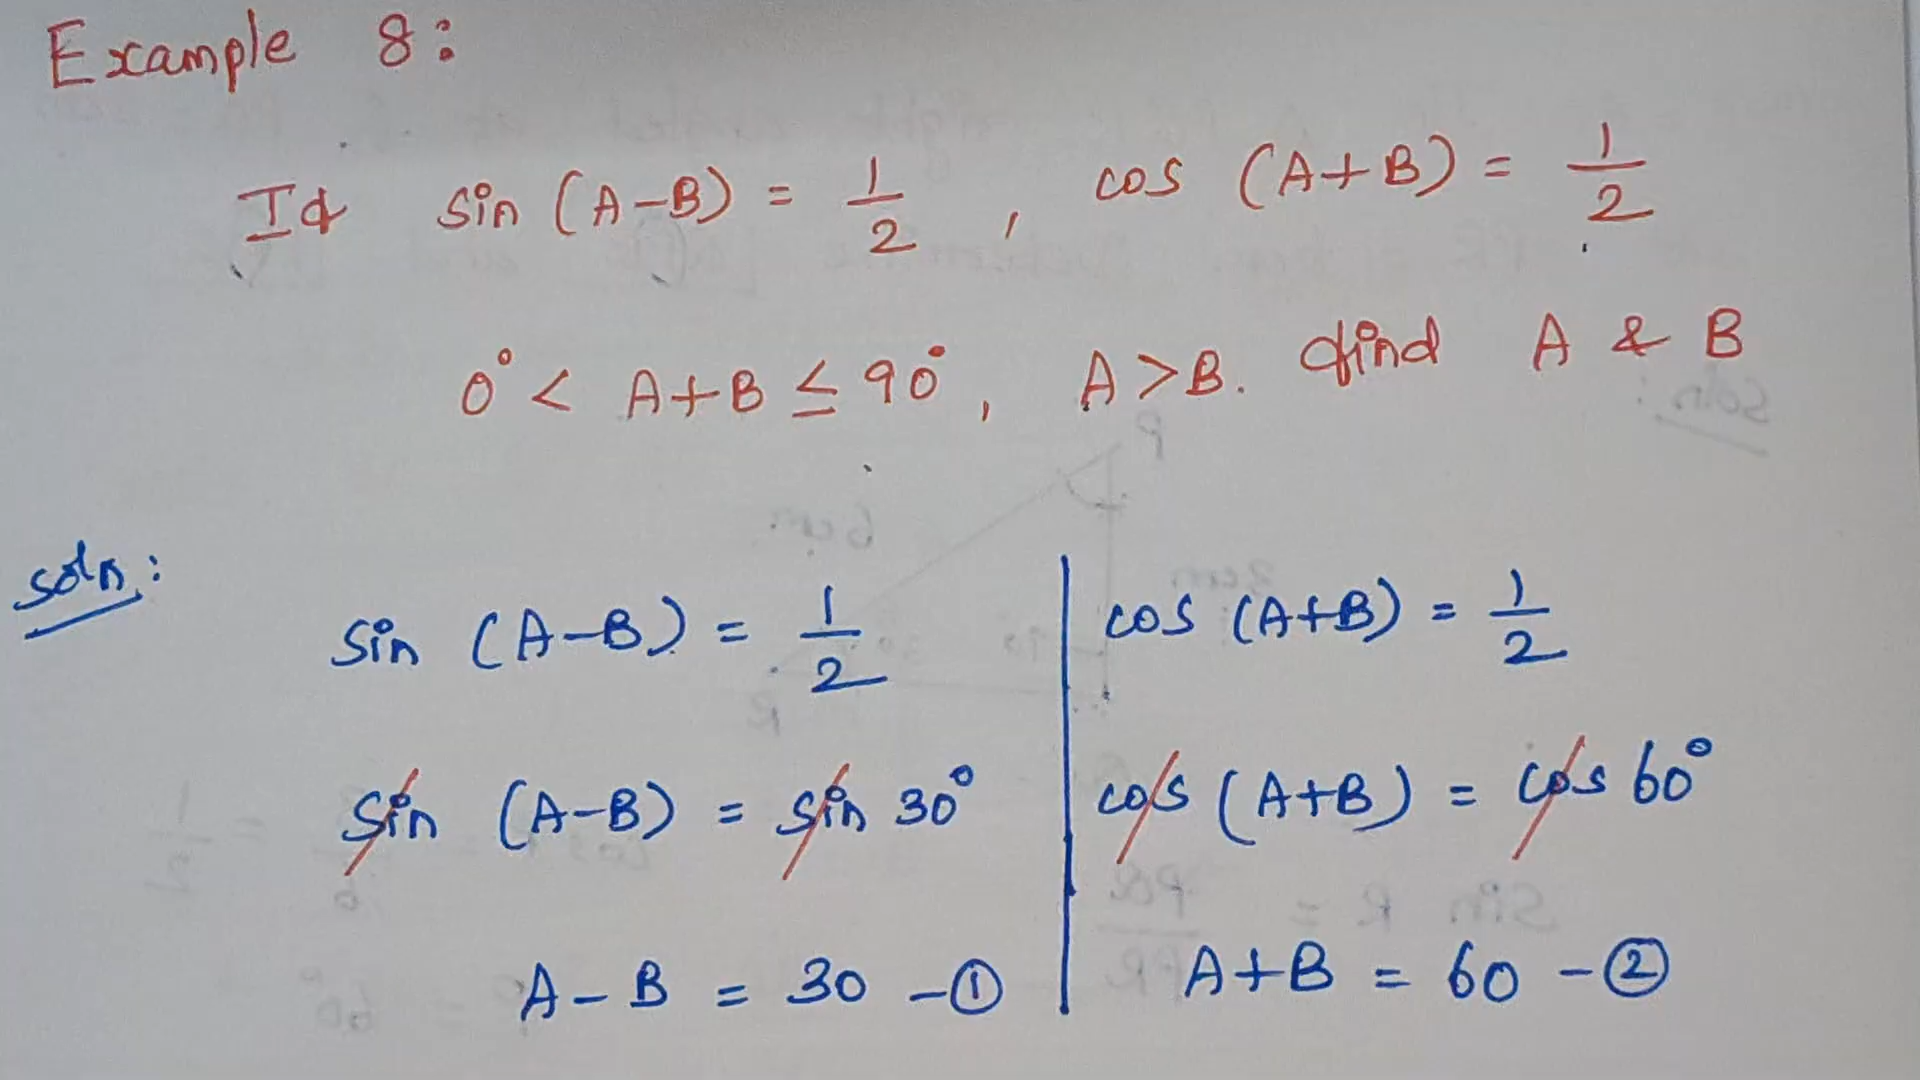 Example 8:
If sin (A-B) = 1/2 , cos (A+B) = 1/2
0° < A+B ≤ 90°, A>B. find A & B
soln:
sin (A-B) = 1/2
sin (A-B) = sin 30°
A-B = 30 - ①
cos (A+B) = 1/2
cos (A+B) = cos 60°
A+B = 60 - ②